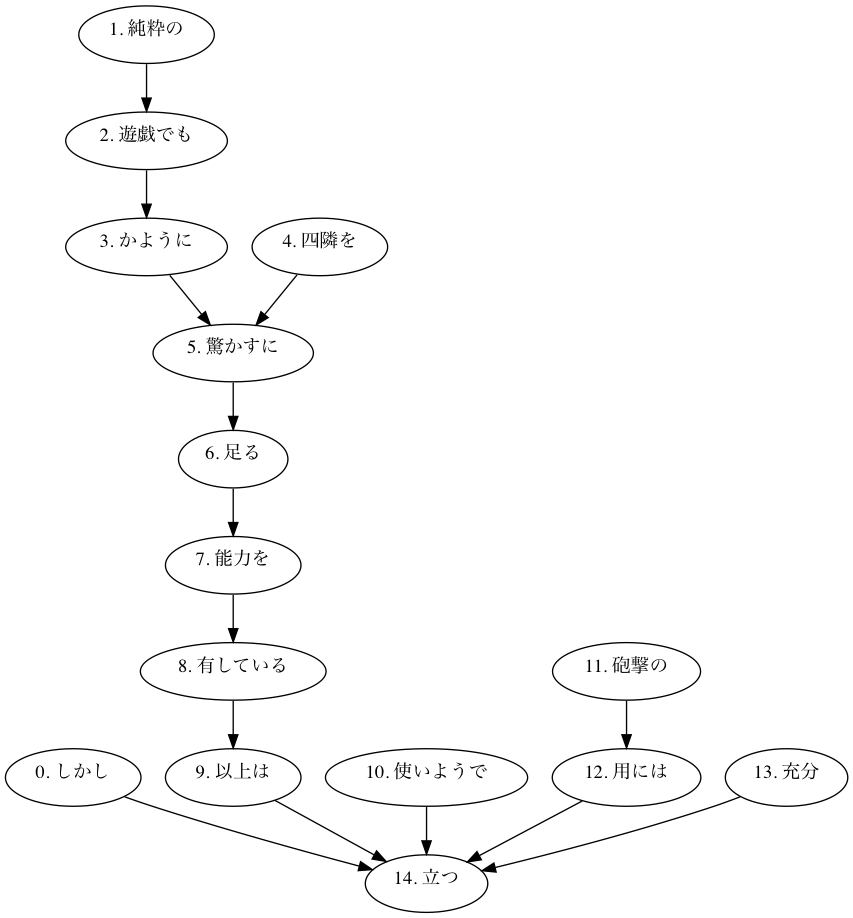 1. 純粋の
2. 遊戯でも
3. かように
4. 四隣を
5. 驚かすに
6. 足る
7. 能力を
8. 有している
11. 砲撃の
0. しかし
9. 以上は
10. 使いようで
12. 用には
13. 充分
14. 立つ